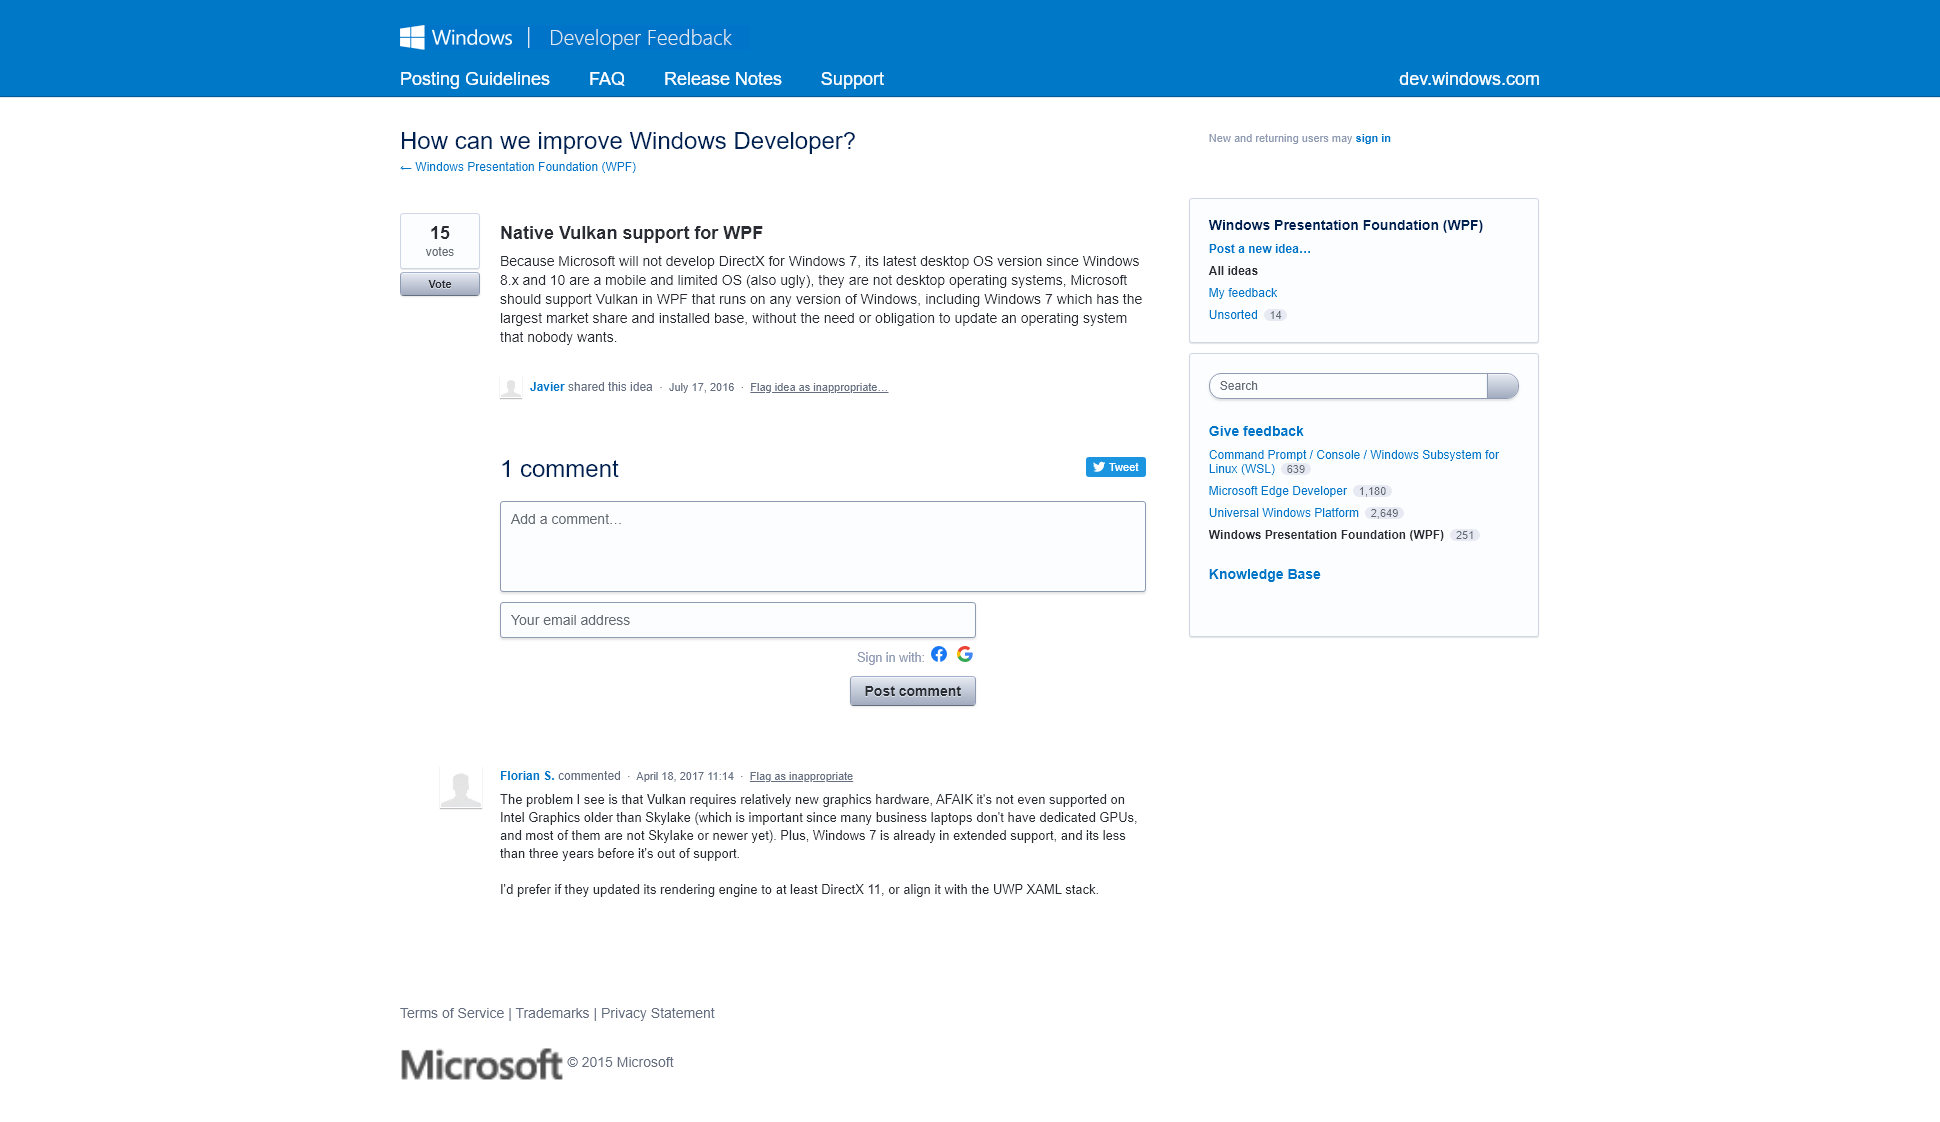 Windows | Developer Feedback
Posting Guidelines FAQ Release Notes Support dev.windows.com
How can we improve Windows Developer?
← Windows Presentation Foundation (WPF)
New and returning users may sign in
15
votes
Vote
Native Vulkan support for WPF
Because Microsoft will not develop DirectX for Windows 7, its latest desktop OS version since Windows
8.x and 10 are a mobile and limited OS (also ugly), they are not desktop operating systems, Microsoft
should support Vulkan in WPF that runs on any version of Windows, including Windows 7 which has the
largest market share and installed base, without the need or obligation to update an operating system
that nobody wants.
Javier shared this idea · July 17, 2016 · Flag idea as inappropriate…
1 comment
Tweet
Add a comment…
Your email address
Sign in with:
Post comment
Florian S. commented · April 18, 2017 11:14 · Flag as inappropriate
The problem I see is that Vulkan requires relatively new graphics hardware, AFAIK it's not even supported on
Intel Graphics older than Skylake (which is important since many business laptops don't have dedicated GPUs,
and most of them are not Skylake or newer yet). Plus, Windows 7 is already in extended support, and its less
than three years before it's out of support.
I'd prefer if they updated its rendering engine to at least DirectX 11, or align it with the UWP XAML stack.
Windows Presentation Foundation (WPF)
Post a new idea…
All ideas
My feedback
Unsorted 14
Search
Give feedback
Command Prompt / Console / Windows Subsystem for
Linux (WSL) 639
Microsoft Edge Developer 1,180
Universal Windows Platform 2,649
Windows Presentation Foundation (WPF) 251
Knowledge Base
Terms of Service | Trademarks | Privacy Statement
Microsoft © 2015 Microsoft